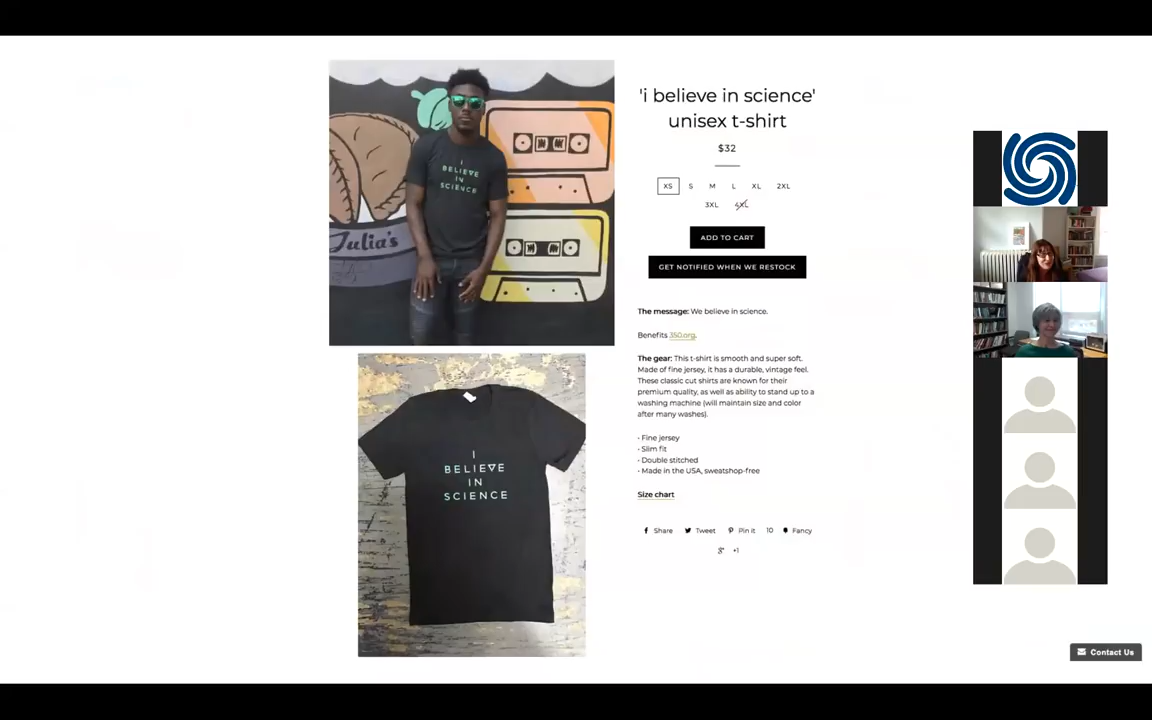 Julia's
I
BELIEVE
IN
SCIENCE
I
BELIEVE
IN
SCIENCE
'i believe in science'
unisex t-shirt
$32
XS S M L XL 2XL
3XL 4XL
ADD TO CART
GET NOTIFIED WHEN WE RESTOCK
The message: We believe in science.
Benefits 350.org.
The gear: This t-shirt is smooth and super soft.
Made of fine jersey, it has a durable, vintage feel.
These classic cut shirts are known for their
premium quality, as well as ability to stand up to a
washing machine (will maintain size and color
after many washes).
• Fine jersey
• Slim fit
• Double stitched
• Made in the USA, sweatshop-free
Size chart
Share Tweet Pin it 10 Fancy
+1
Contact Us